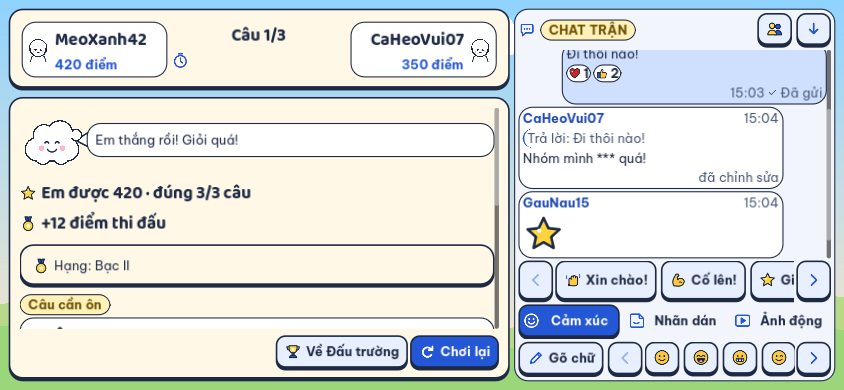 MeoXanh42
420 điểm
Câu 1/3
CaHeoVui07
350 điểm
Em thắng rồi! Giỏi quá!
Em được 420 · đúng 3/3 câu
+12 điểm thi đấu
Hạng: Bạc II
Câu cần ôn
Về Đấu trường
Chơi lại
CHAT TRẬN
Đi thôi nào!
1
2
15:03 ✓ Đã gửi
CaHeoVui07
15:04
Trả lời: Đi thôi nào!
Nhóm mình *** quá!
đã chỉnh sửa
GauNau15
15:04
Xin chào!
Cố lên!
Gi
Cảm xúc
Nhãn dán
Ảnh động
Gõ chữ